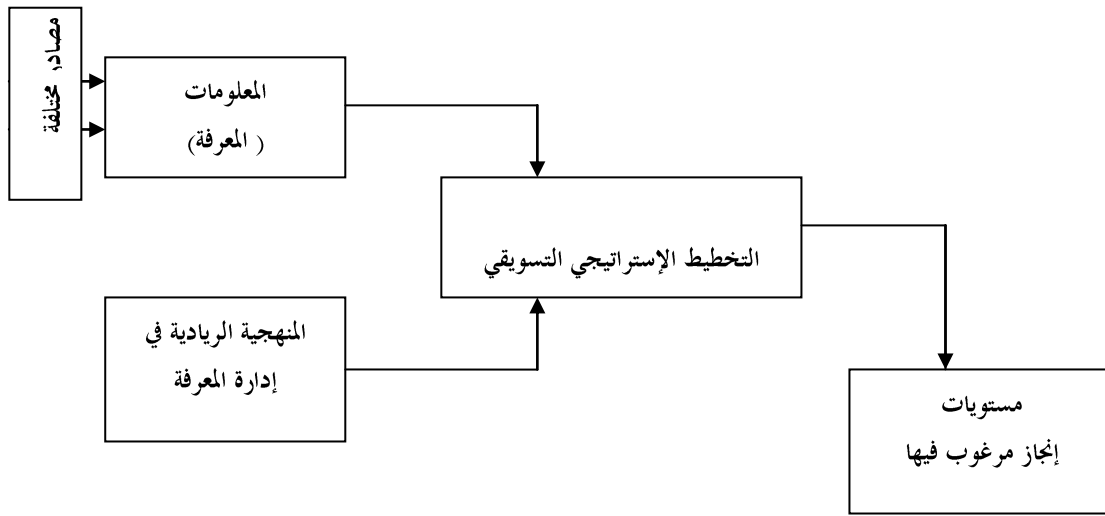 مصادر مختلفة
المعلومات
( المعرفة)
التخطيط الإستراتيجي التسويقي
المنهجية الريادية في
إدارة المعرفة
مستويات
إنجاز مرغوب فيها